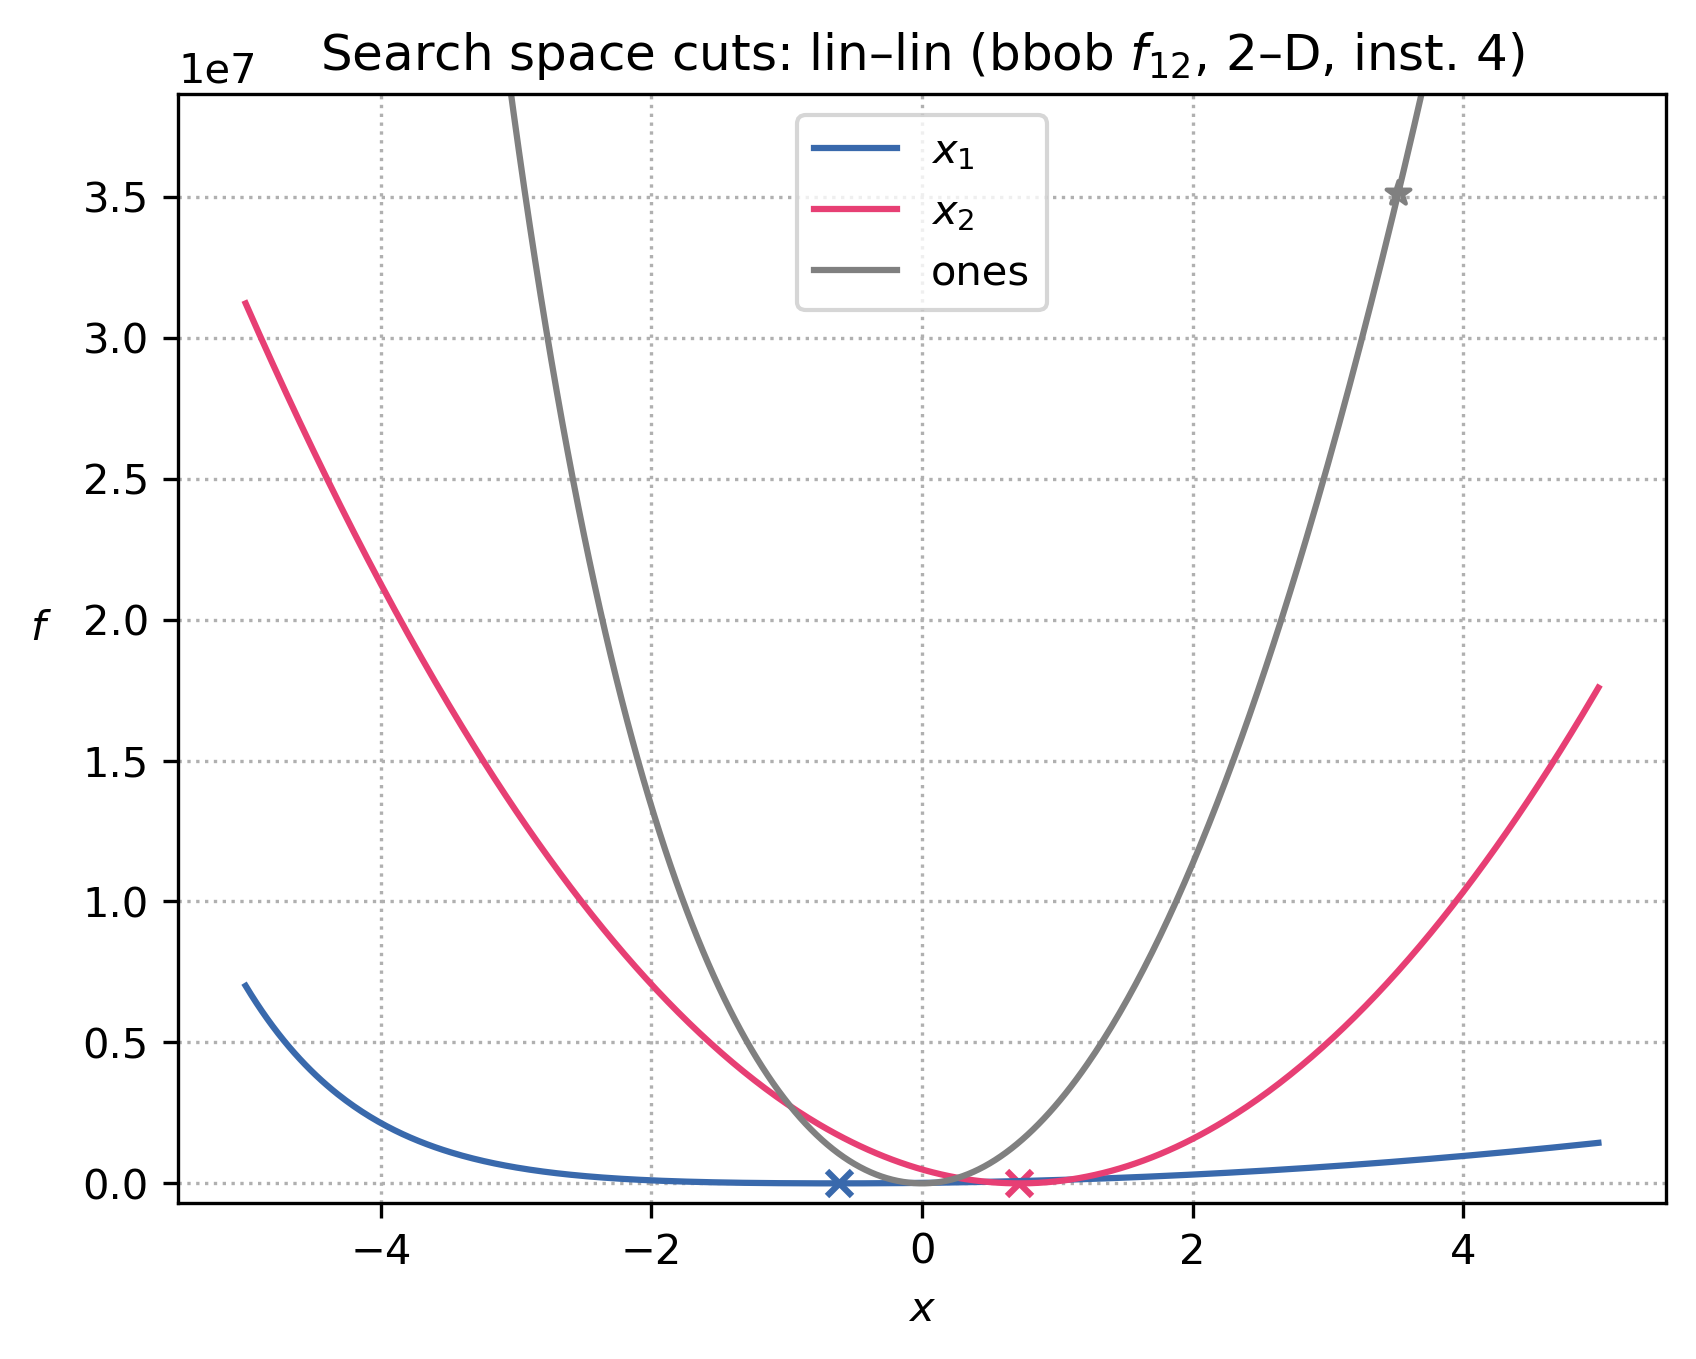 Search space cuts: lin–lin (bbob f12, 2–D, inst. 4)
1e7
x1
x2
ones
3.5
3.0
2.5
2.0
1.5
1.0
0.5
0.0
f
−4 −2 0 2 4
x